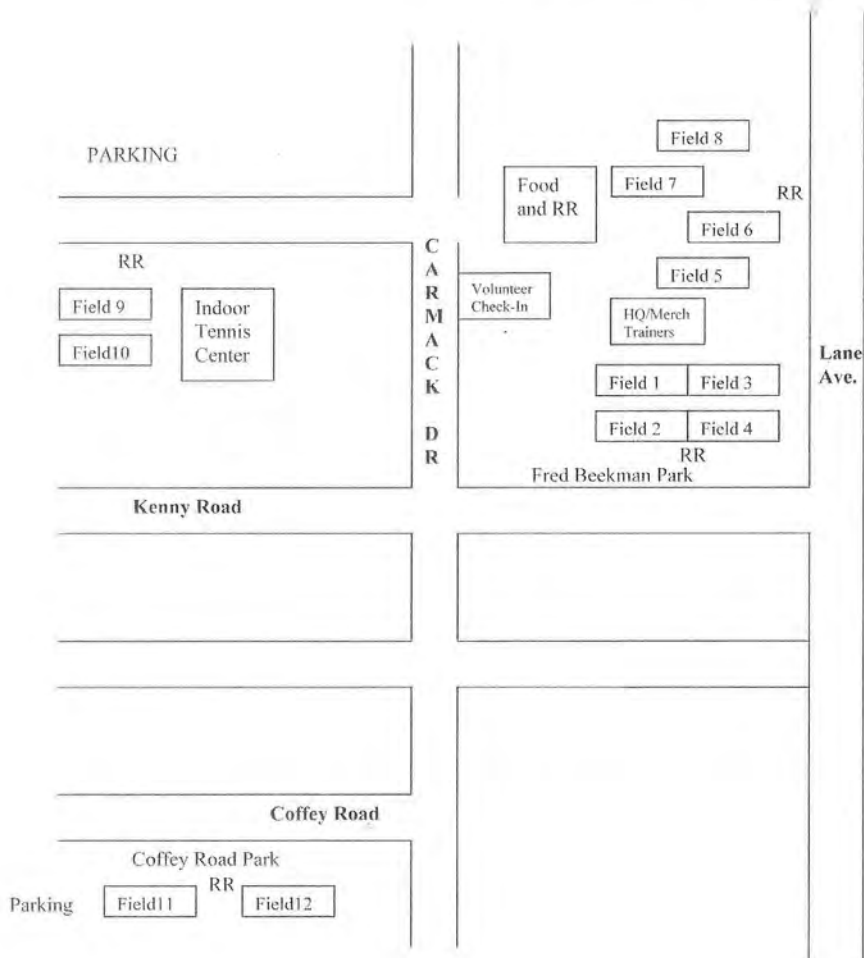 PARKING
Field 8
Food
and RR
Field 7
RR
Field 6
RR
Field 5
Field 9
Indoor
Tennis
Center
Field10
CARMACK DR
Volunteer
Check-In
HQ/Merch
Trainers
Lane
Ave.
Field 1
Field 3
Field 2
Field 4
RR
Fred Beekman Park
Kenny Road
Coffey Road
Coffey Road Park
RR
Parking
Field11
Field12